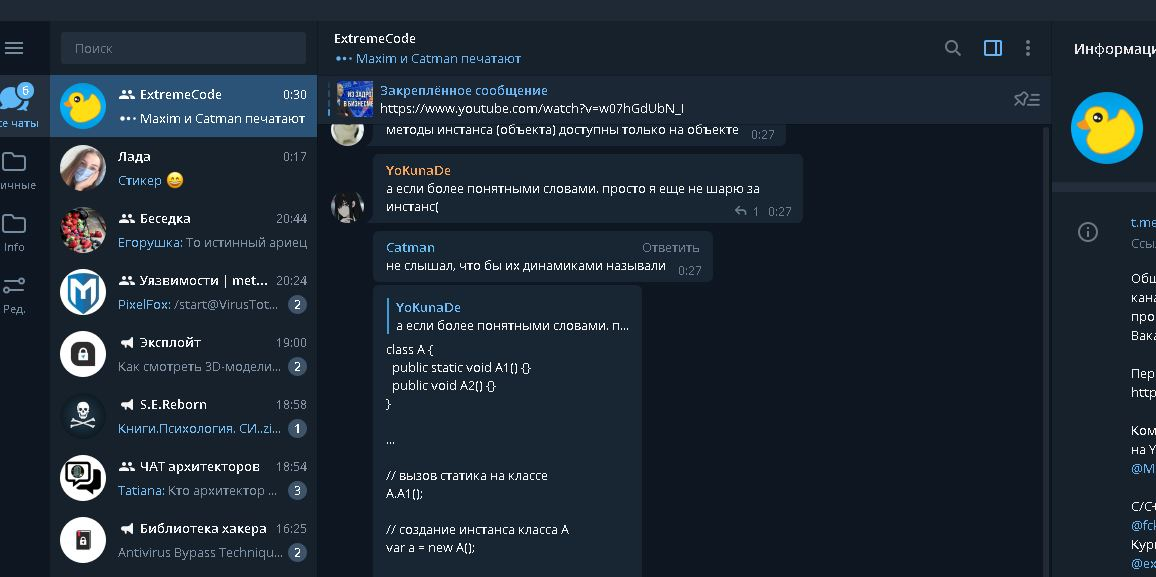 Поиск
6
се чаты
ичные
Info
Ред.
ExtremeCode 0:30
Maxim и Catman печатают
Лада 0:17
Стикер 😄
Беседка 20:44
Егорушка: То истинный ариец
Уязвимости | met... 20:24
PixelFox: /start@VirusTot... 2
Эксплойт 19:00
Как смотреть 3D-модели... 2
S.E.Reborn 18:58
Книги.Психология. СИ..zi... 1
ЧАТ архитекторов 18:54
Tatiana: Кто архитектор ... 3
Библиотека хакера 16:25
Antivirus Bypass Techniqu... 2
ExtremeCode
Maxim и Catman печатают
ИЗ ЗАДРО
В БИЗНЕСМЕ
Закреплённое сообщение
https://www.youtube.com/watch?v=w07hGdUbN_I
методы инстанса (объекта) доступны только на объекте 0:27
YoKunaDe
а если более понятными словами. просто я еще не шарю за
инстанс( 1 0:27
Catman Ответить
не слышал, что бы их динамиками называли 0:27
YoKunaDe
а если более понятными словами. п...
class A {
public static void A1() {}
public void A2() {}
}
...
// вызов статика на классе
A.A1();
// создание инстанса класса A
var a = new A();
Информаци
t.me
Ссы
Общ
кана
про
Вака
Пер
http
Ком
на Y
@M
C/C+
@fck
Кур
@ex